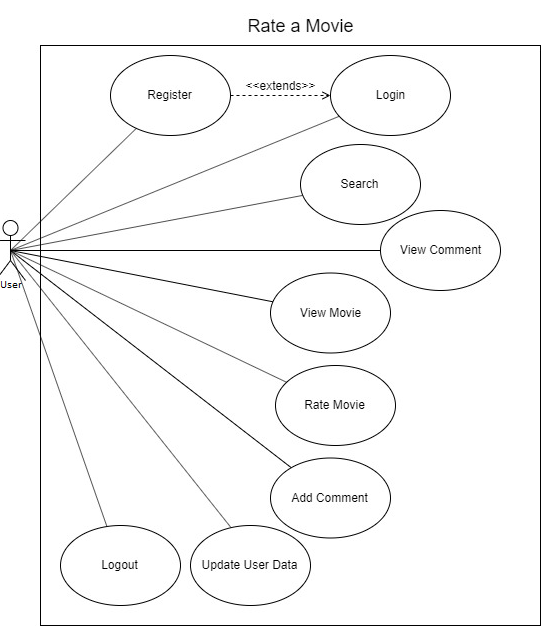 Rate a Movie
Register
<<extends>>
Login
Search
View Comment
User
View Movie
Rate Movie
Add Comment
Logout
Update User Data